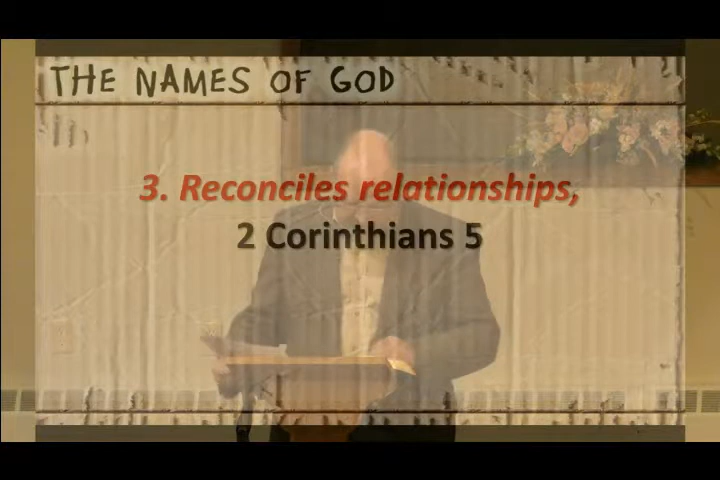 THE NAMES OF GOD
3. Reconciles relationships,
2 Corinthians 5